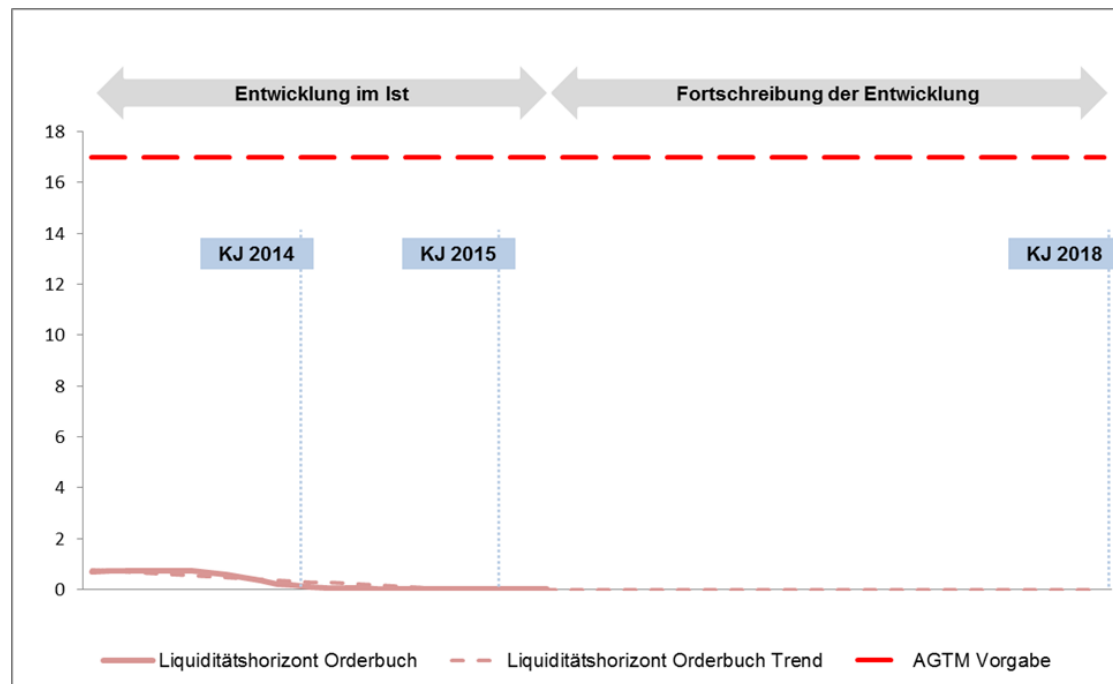 Entwicklung im Ist
Fortschreibung der Entwicklung
18
16
14
12
10
8
6
4
2
0
KJ 2014
KJ 2015
KJ 2018
Liquiditätshorizont Orderbuch
Liquiditätshorizont Orderbuch Trend
AGTM Vorgabe